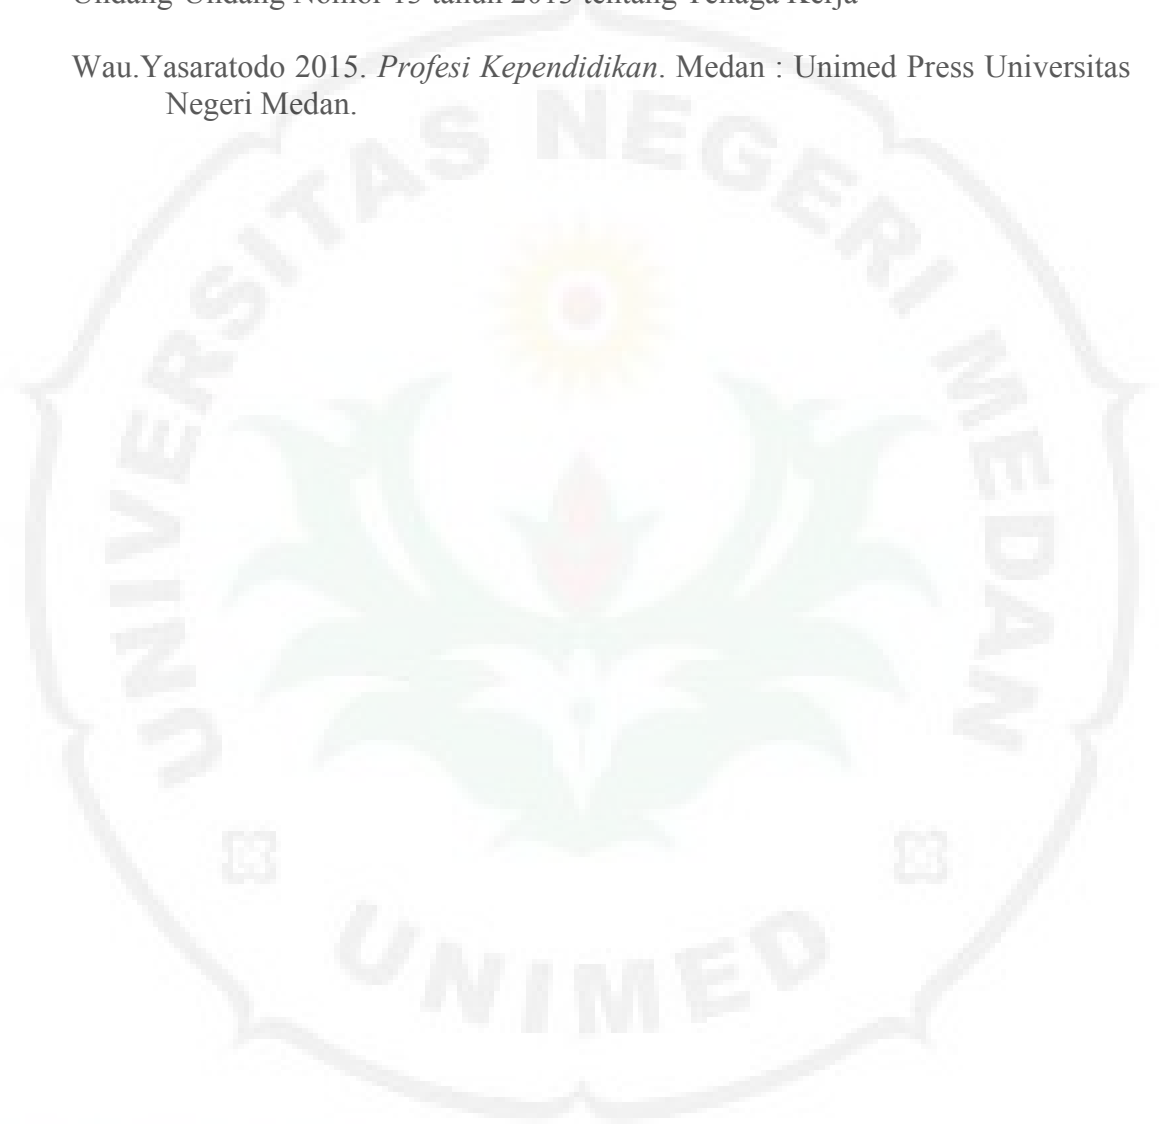 Undang-Undang Nomor tahun tentang Tenaga Kerja
Wau.Yasaratodo 2015. Profesi Kependidikan. Medan : Unimed Press Universitas
Negeri Medan.
UNIVERSITAS NEGERI MEDAN
UNIMED